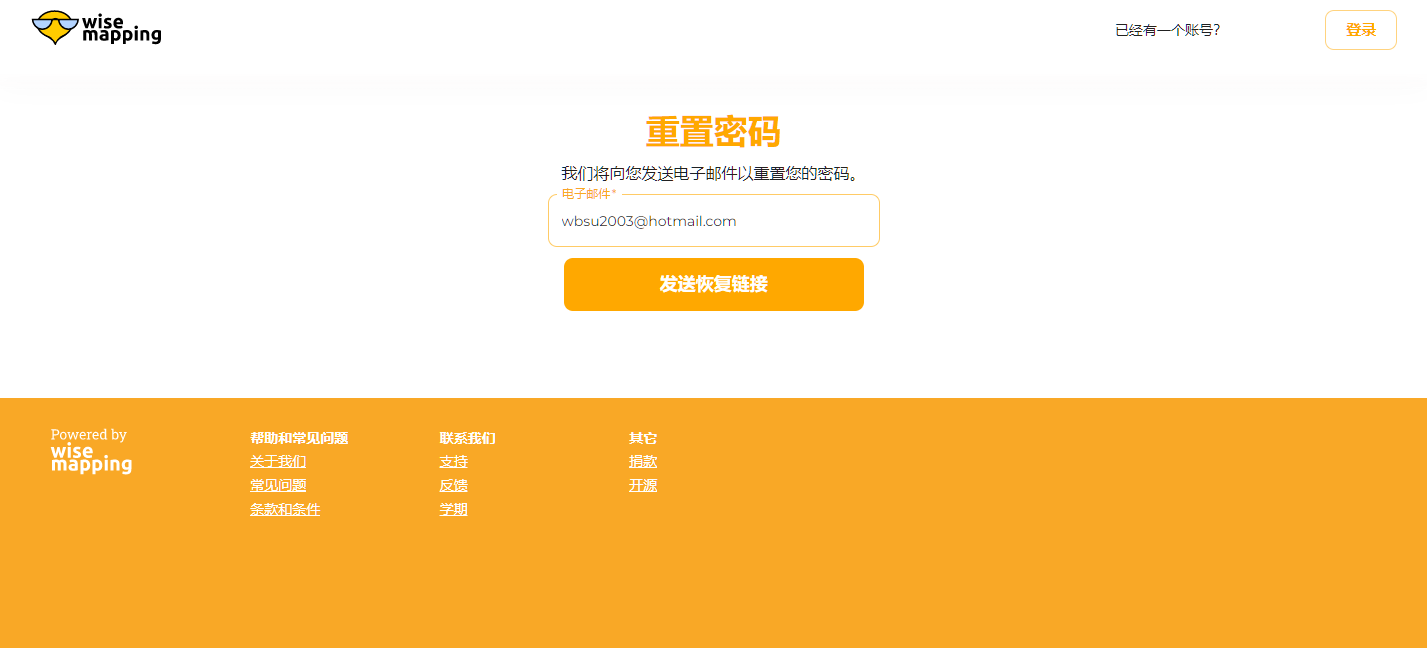 wise
mapping
已经有一个账号?
登录
重置密码
我们将向您发送电子邮件以重置您的密码。
电子邮件*
wbsu2003@hotmail.com
发送恢复链接
Powered by
wise
mapping
帮助和常见问题
关于我们
常见问题
条款和条件
联系我们
支持
反馈
学期
其它
捐款
开源